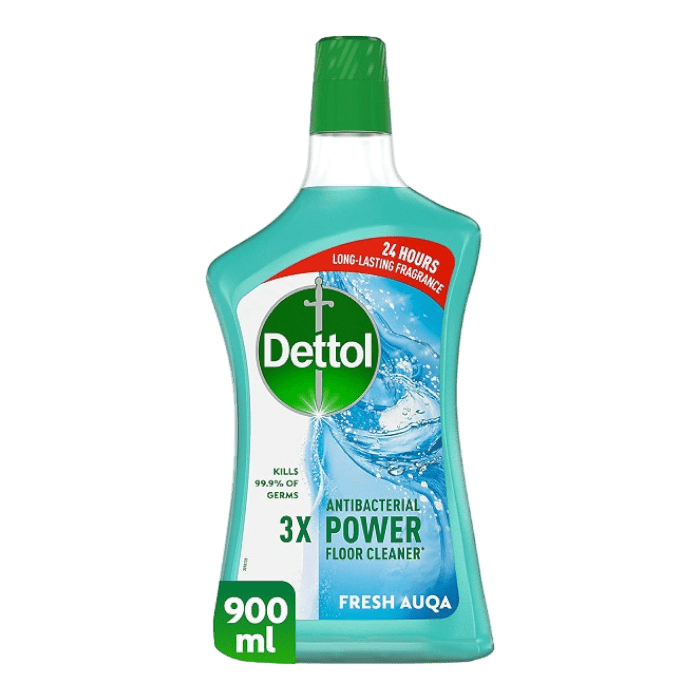 24 HOURS
LONG-LASTING FRAGRANCE
Dettol
KILLS
99.9% OF
GERMS
ANTIBACTERIAL
3X POWER
FLOOR CLEANER*
FRESH AUQA
900
ml